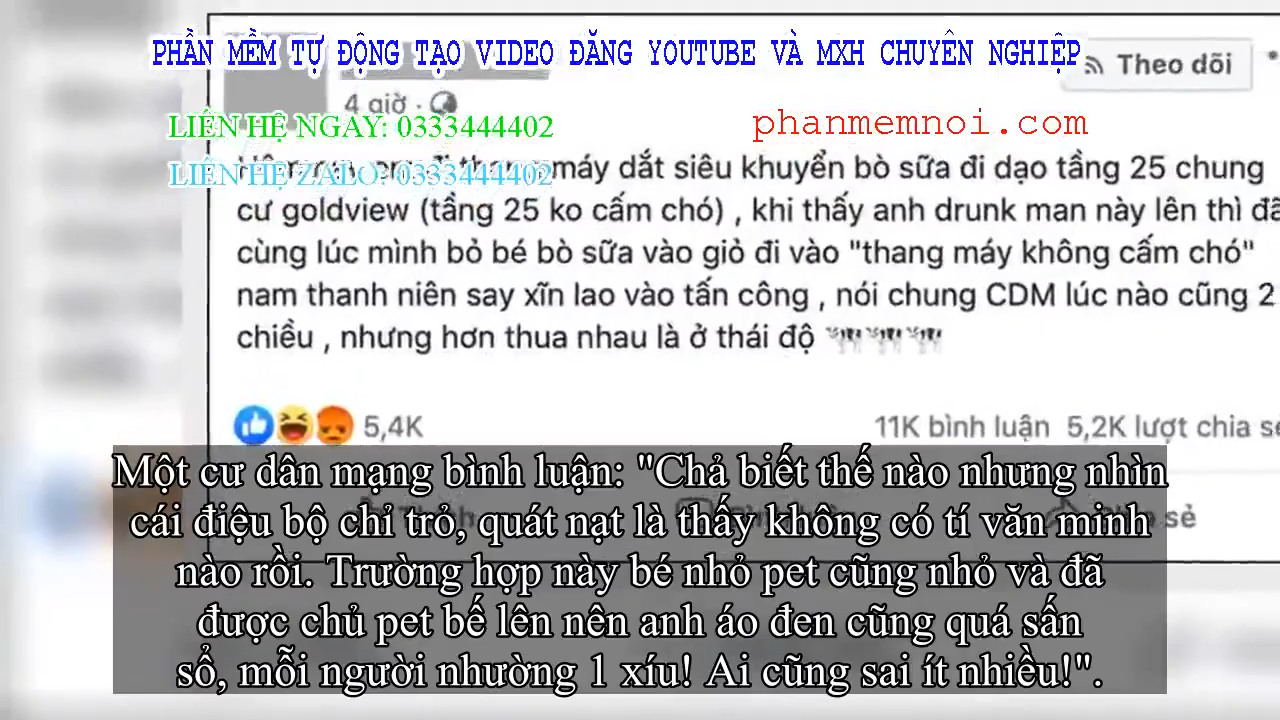 PHẦN MỀM TỰ ĐỘNG TẠO VIDEO ĐĂNG YOUTUBE VÀ MXH CHUYÊN NGHIỆP
Theo dõi
4 giờ
LIÊN HỆ NGAY: 0333444402
phanmemnoi.com
LIÊN HỆ ZALO: 0333444402
máy dắt siêu khuyển bò sữa đi dạo tầng 25 chung
cư goldview (tầng 25 ko cấm chó) , khi thấy anh drunk man này lên thì đã
cùng lúc mình bỏ bé bò sữa vào giỏ đi vào "thang máy không cấm chó"
nam thanh niên say xĩn lao vào tấn công , nói chung CDM lúc nào cũng 2
chiều , nhưng hơn thua nhau là ở thái độ
5,4K
11K bình luận 5,2K lượt chia sẻ
Một cư dân mạng bình luận: "Chả biết thế nào nhưng nhìn
cái điệu bộ chỉ trỏ, quát nạt là thấy không có tí văn minh
nào rồi. Trường hợp này bé nhỏ pet cũng nhỏ và đã
được chủ pet bế lên nên anh áo đen cũng quá sấn
sổ, mỗi người nhường 1 xíu! Ai cũng sai ít nhiều!".